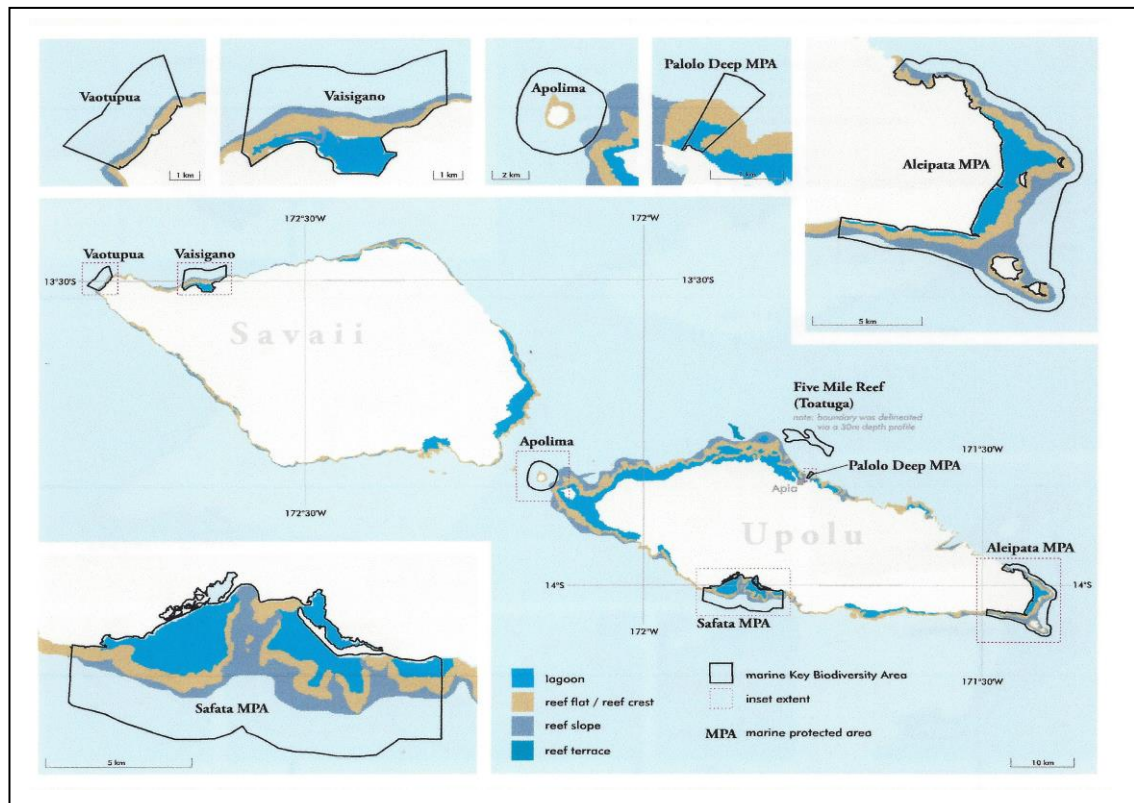 Vaotupua
1 km
Vaisigano
1 km
Apolima
2 km
Palolo Deep MPA
1 km
Aleipata MPA
5 km
172°30'W
172°W
Vaotupua
Vaisigano
13°30'S
13°30'S
Savaii
Five Mile Reef
(Toatuga)
note: boundary was delineated
via a 30m depth profile
Apolima
171°30'W
Palolo Deep MPA
Apia
172°30'W
Upolu
Aleipata MPA
14°S
14°S
Safata MPA
172°W
171°30'W
Safata MPA
5 km
lagoon
reef flat / reef crest
reef slope
reef terrace
marine Key Biodiversity Area
inset extent
MPA marine protected area
10 km